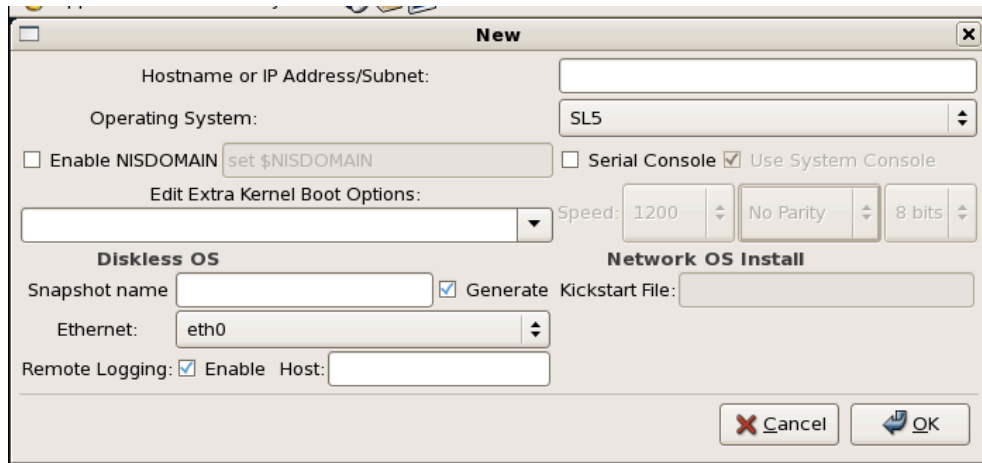 New
Hostname or IP Address/Subnet:
Operating System: SL5
Enable NISDOMAIN set $NISDOMAIN Serial Console Use System Console
Edit Extra Kernel Boot Options:
Speed: 1200 No Parity 8 bits
Diskless OS Network OS Install
Snapshot name Generate Kickstart File:
Ethernet: eth0
Remote Logging: Enable Host:
Cancel OK